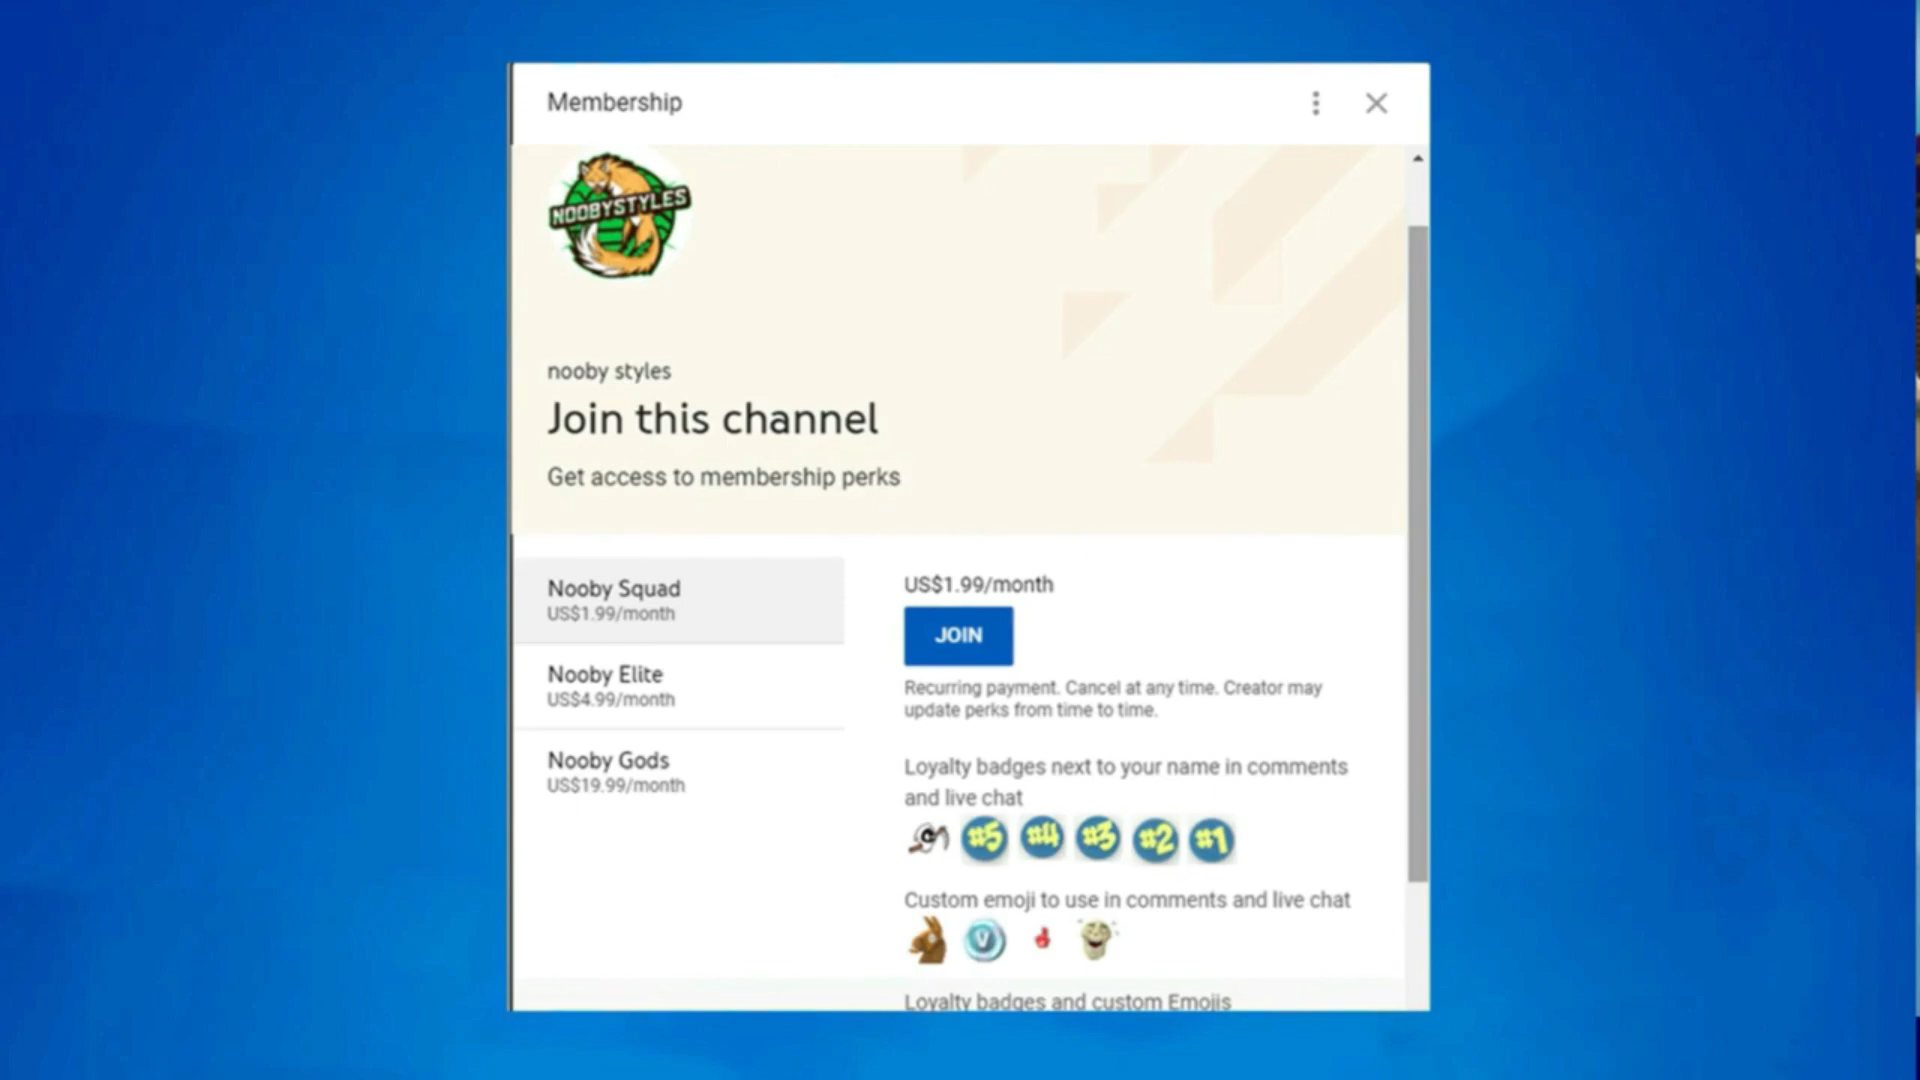 Membership
NOOBYSTYLES
nooby styles
Join this channel
Get access to membership perks
Nooby Squad
US$1.99/month
Nooby Elite
US$4.99/month
Nooby Gods
US$19.99/month
US$1.99/month
JOIN
Recurring payment. Cancel at any time. Creator may
update perks from time to time.
Loyalty badges next to your name in comments
and live chat
#5 #4 #3 #2 #1
Custom emoji to use in comments and live chat
V
Loyalty badges and custom Emojis